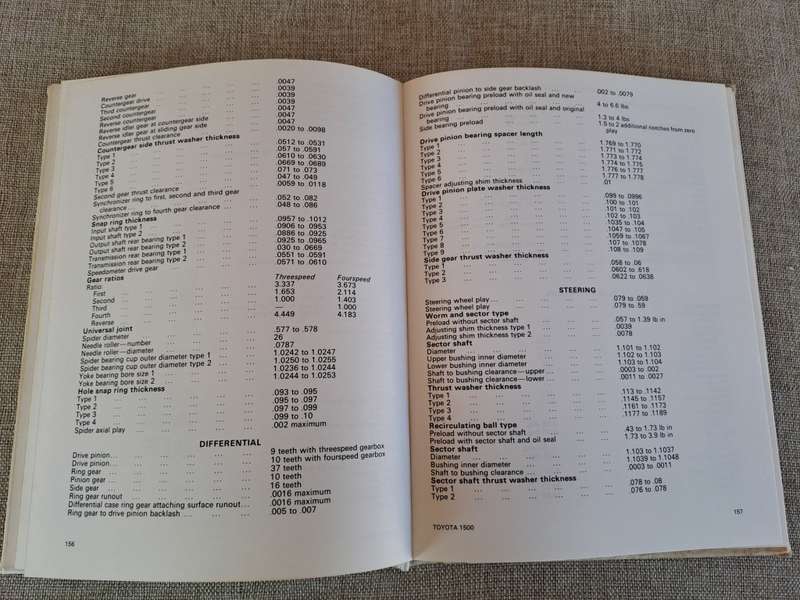 Reverse gear ... ... ... ... .0047
Countergear drive ... ... ... .0039
Third countergear ... ... ... .0039
Second countergear ... ... ... .0039
Reverse countergear ... ... ... .0047
Reverse idler gear at countergear side ... ... .0047
Reverse idler gear at sliding gear side ... ... .0047
Countergear thrust clearance ... ... ... .0020 to .0098
Countergear side thrust washer thickness
Type 1 ... ... ... ... .0512 to .0531
Type 2 ... ... ... ... .057 to .0591
Type 3 ... ... ... ... .0610 to .0630
Type 4 ... ... ... ... .0669 to .0689
Type 5 ... ... ... ... .071 to .073
Type 6 ... ... ... ... .047 to .049
Second gear thrust clearance ... ... ... .0059 to .0118
Synchronizer ring to first, second and third gear
clearance ... ... ... ... .052 to .082
Synchronizer ring to fourth gear clearance ... ... .048 to .086
Snap ring thickness
Input shaft type 1 ... ... ... .0957 to .1012
Input shaft type 2 ... ... ... .0906 to .0953
Output shaft rear bearing type 1 ... ... .0886 to .0925
Output shaft rear bearing type 2 ... ... .0925 to .0965
Transmission rear bearing type 1 ... ... .030 to .0669
Transmission rear bearing type 2 ... ... .0551 to .0591
Speedometer drive gear ... ... ... .0571 to .0610
Gear ratios Threespeed Fourspeed
Ratio:
First ... ... ... ... 3.337 3.673
Second ... ... ... ... 1.653 2.114
Third ... ... ... ... 1.000 1.403
Fourth ... ... ... ... 1.000
Reverse ... ... ... ... 4.449 4.183
Universal joint
Spider diameter ... ... ... .577 to .578
Needle roller—number ... ... ... 26
Needle roller—diameter ... ... ... .0787
Spider bearing cup outer diameter type 1 ... ... 1.0242 to 1.0247
Spider bearing cup outer diameter type 2 ... ... 1.0250 to 1.0255
Yoke bearing bore size 1 ... ... ... 1.0236 to 1.0244
Yoke bearing bore size 2 ... ... ... 1.0244 to 1.0253
Hole snap ring thickness
Type 1 ... ... ... ... .093 to .095
Type 2 ... ... ... ... .095 to .097
Type 3 ... ... ... ... .097 to .099
Type 4 ... ... ... ... .099 to .10
Spider axial play ... ... ... .002 maximum
DIFFERENTIAL
Drive pinion... ... ... ... 9 teeth with threespeed gearbox
Drive pinion... ... ... ... 10 teeth with fourspeed gearbox
Ring gear ... ... ... ... 37 teeth
Pinion gear ... ... ... ... 10 teeth
Side gear ... ... ... ... 16 teeth
Ring gear runout ... ... ... .0016 maximum
Differential case ring gear attaching surface runout... .0016 maximum
Ring gear to drive pinion backlash ... ... .005 to .007
156
Differential pinion to side gear backlash ... ... .002 to .0079
Drive pinion bearing preload with oil seal and new
bearing ... ... ... ... 4 to 6.6 lbs
Drive pinion bearing preload with oil seal and original
bearing ... ... ... ... 1.3 to 4 lbs
Side bearing preload ... ... ... 1.5 to 2 additional notches from zero
play
Drive pinion bearing spacer length
Type 1 ... ... ... ... 1.769 to 1.770
Type 2 ... ... ... ... 1.771 to 1.772
Type 3 ... ... ... ... 1.773 to 1.774
Type 4 ... ... ... ... 1.774 to 1.775
Type 5 ... ... ... ... 1.776 to 1.777
Type 6 ... ... ... ... 1.777 to 1.778
Spacer adjusting shim thickness ... ... .01
Drive pinion plate washer thickness
Type 1 ... ... ... ... .099 to .0996
Type 2 ... ... ... ... .100 to .101
Type 3 ... ... ... ... .101 to .102
Type 4 ... ... ... ... .102 to .103
Type 5 ... ... ... ... .1035 to .104
Type 6 ... ... ... ... .1047 to .105
Type 7 ... ... ... ... .1059 to .1067
Type 8 ... ... ... ... .107 to .1078
Type 9 ... ... ... ... .108 to .109
Side gear thrust washer thickness
Type 1 ... ... ... ... .058 to .06
Type 2 ... ... ... ... .0602 to .618
Type 3 ... ... ... ... .0622 to .0638
STEERING
Steering wheel play... ... ... ... .079 to .059
Steering wheel play ... ... ... .079 to .59
Worm and sector type
Preload without sector shaft ... ... .057 to 1.39 lb in
Adjusting shim thickness type 1 ... ... .0039
Adjusting shim thickness type 2 ... ... .0078
Sector shaft
Diameter ... ... ... ... 1.101 to 1.102
Upper bushing inner diameter ... ... 1.102 to 1.103
Lower bushing inner diameter ... ... 1.103 to 1.104
Shaft to bushing clearance—upper ... ... .0003 to .002
Shaft to bushing clearance—lower ... ... .0011 to .0027
Thrust washer thickness
Type 1 ... ... ... ... .113 to .1142
Type 2 ... ... ... ... .1145 to .1157
Type 3 ... ... ... ... .1161 to .1173
Type 4 ... ... ... ... .1177 to .1189
Recirculating ball type
Preload without sector shaft ... ... .43 to 1.73 lb in
Preload with sector shaft and oil seal ... ... 1.73 to 3.9 lb in
Sector shaft
Diameter ... ... ... ... 1.103 to 1.1037
Bushing inner diameter ... ... ... 1.1039 to 1.1048
Shaft to bushing clearance ... ... ... .0003 to .0011
Sector shaft thrust washer thickness
Type 1 ... ... ... ... .078 to .08
Type 2 ... ... ... ... .076 to .078
157
TOYOTA 1500